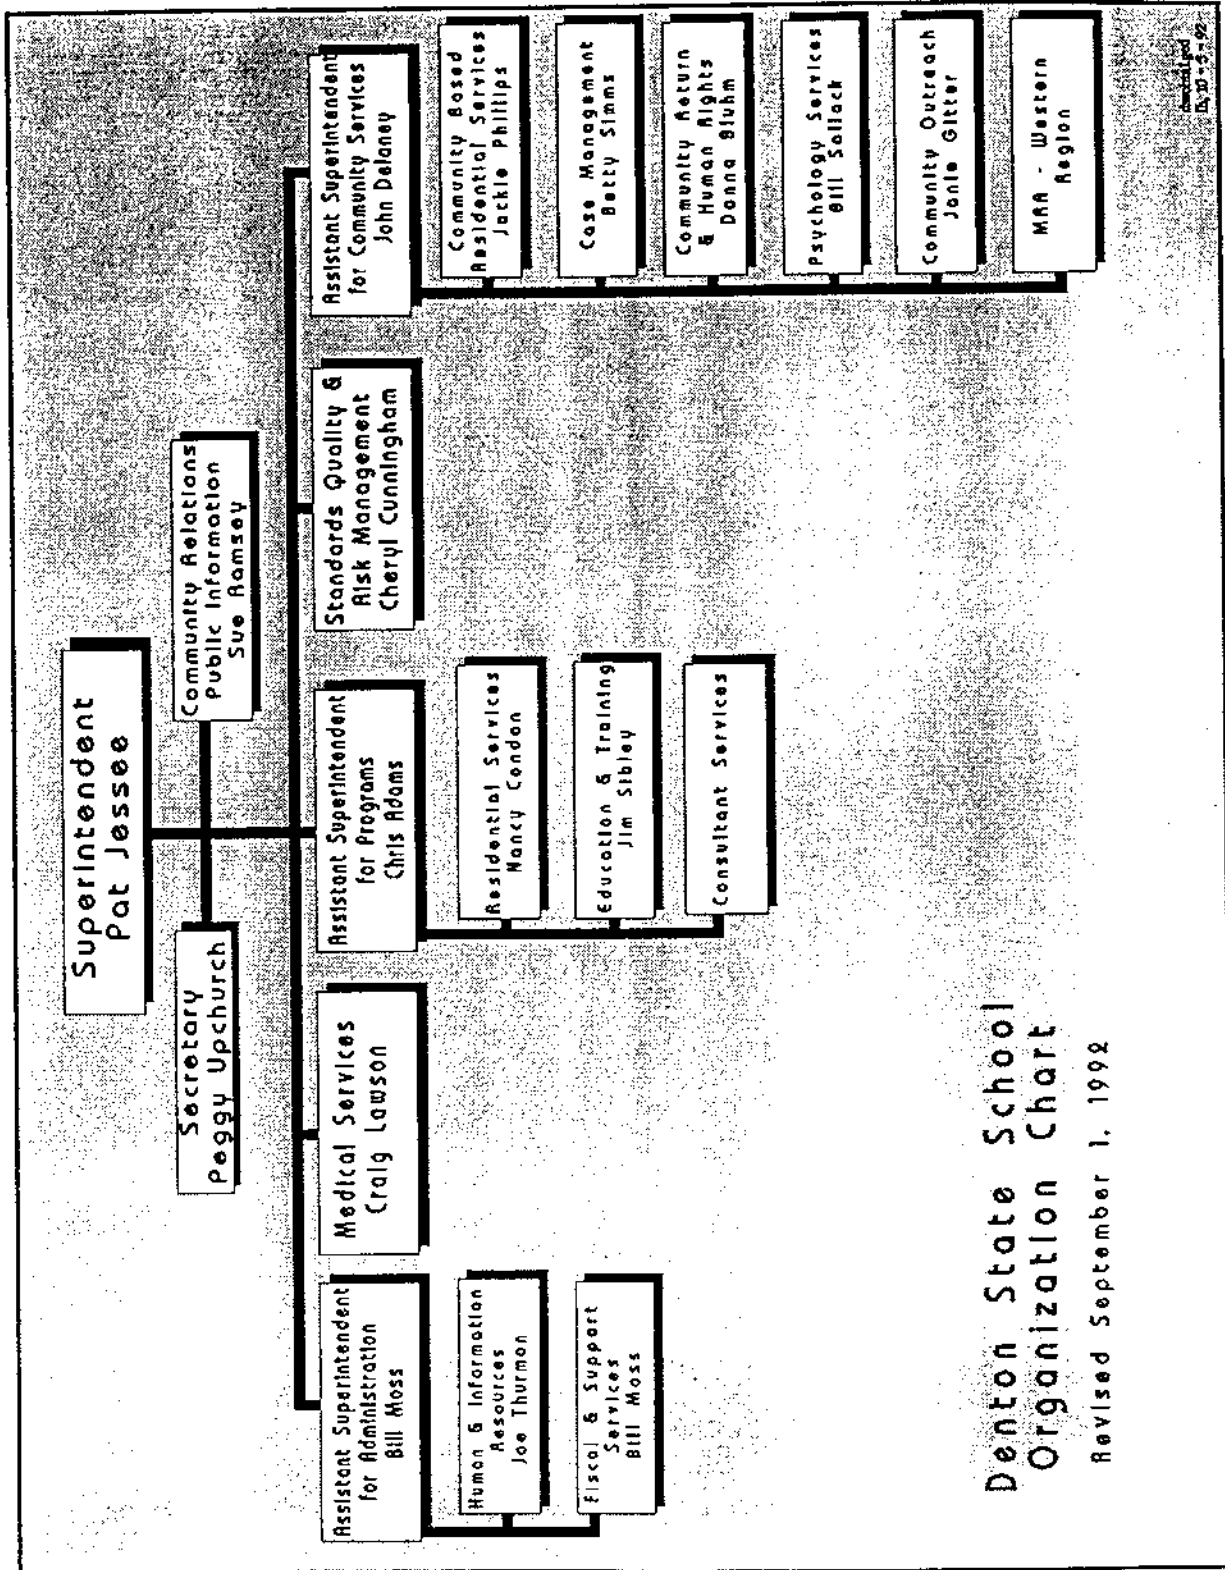 Superintendent
Pat Jessee
Secretary
Peggy Upchurch
Community Relations
Public Information
Sue Ramsey
Assistant Superintendent
for Administration
Bill Moss
Human & Information
Resources
Joe Thurman
Fiscal & Support
Services
Bill Moss
Medical Services
Craig Lawson
Assistant Superintendent
for Programs
Chris Adams
Residential Services
Nancy Condon
Education & Training
Jim Sibley
Consultant Services
Standards Quality &
Risk Management
Cheryl Cunningham
Assistant Superintendent
for Community Services
John Delaney
Community Based
Residential Services
Jackie Phillips
Case Management
Betty Simms
Community Return
& Human Rights
Donna Bluhm
Psychology Services
Bill Sallack
Community Outreach
Janie Gitter
MRA - Western
Region
Denton State School
Organization Chart
Revised September 1, 1992